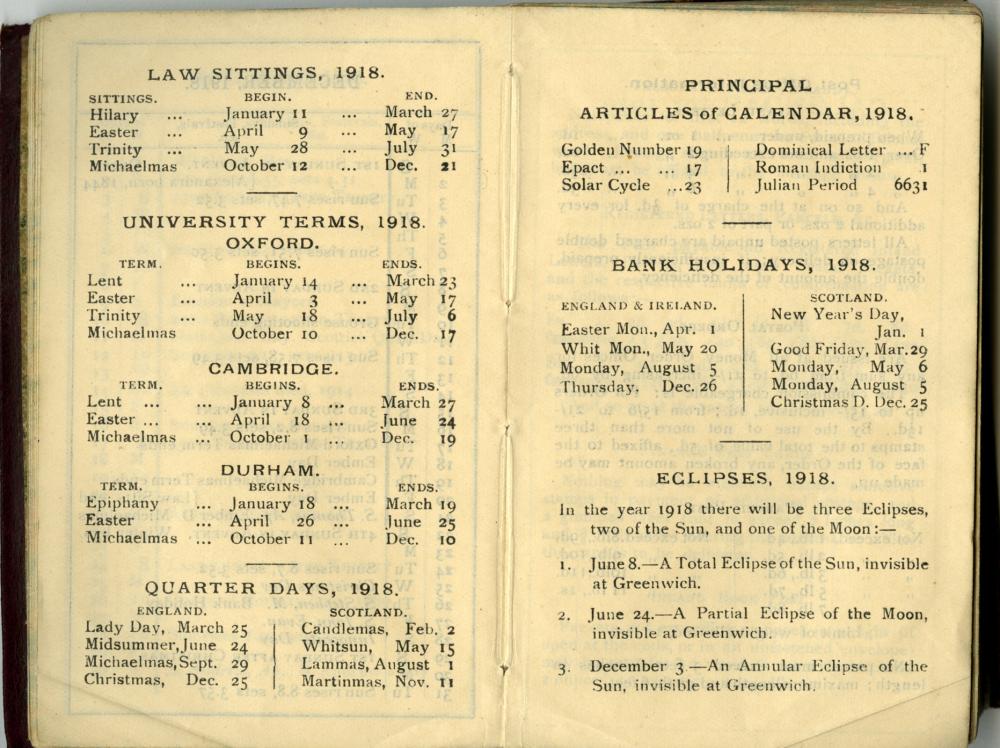 LAW SITTINGS, 1918.
SITTINGS. BEGIN. END.
Hilary ... January 11 ... March 27
Easter ... April 9 ... May 17
Trinity ... May 28 ... July 31
Michaelmas October 12 ... Dec. 21
UNIVERSITY TERMS, 1918.
OXFORD.
TERM. BEGINS. ENDS.
Lent ... January 14 ... March 23
Easter ... April 3 ... May 17
Trinity ... May 18 ... July 6
Michaelmas October 10 ... Dec. 17
CAMBRIDGE.
TERM. BEGINS. ENDS.
Lent ... ... January 8 ... March 27
Easter ... ... April 18 ... June 24
Michaelmas ... October 1 ... Dec. 19
DURHAM.
TERM. BEGINS. ENDS.
Epiphany ... January 18 ... March 19
Easter ... April 26 ... June 25
Michaelmas ... October 11 ... Dec. 10
QUARTER DAYS, 1918.
ENGLAND. SCOTLAND.
Lady Day, March 25 Candlemas, Feb. 2
Midsummer, June 24 Whitsun, May 15
Michaelmas, Sept. 29 Lammas, August 1
Christmas, Dec. 25 Martinmas, Nov. 11
PRINCIPAL
ARTICLES of CALENDAR, 1918.
Golden Number 19 Dominical Letter ... F
Epact ... ... 17 Roman Indiction 1
Solar Cycle ... 23 Julian Period 6631
BANK HOLIDAYS, 1918.
ENGLAND & IRELAND.
Easter Mon., Apr. 1
Whit Mon., May 20
Monday, August 5
Thursday. Dec. 26
SCOTLAND.
New Year's Day,
Jan. 1
Good Friday, Mar. 29
Monday, May 6
Monday, August 5
Christmas D. Dec. 25
ECLIPSES, 1918.
In the year 1918 there will be three Eclipses,
two of the Sun, and one of the Moon:—
1. June 8.—A Total Eclipse of the Sun, invisible
at Greenwich.
2. June 24.—A Partial Eclipse of the Moon,
invisible at Greenwich.
3. December 3.—An Annular Eclipse of the
Sun, invisible at Greenwich.